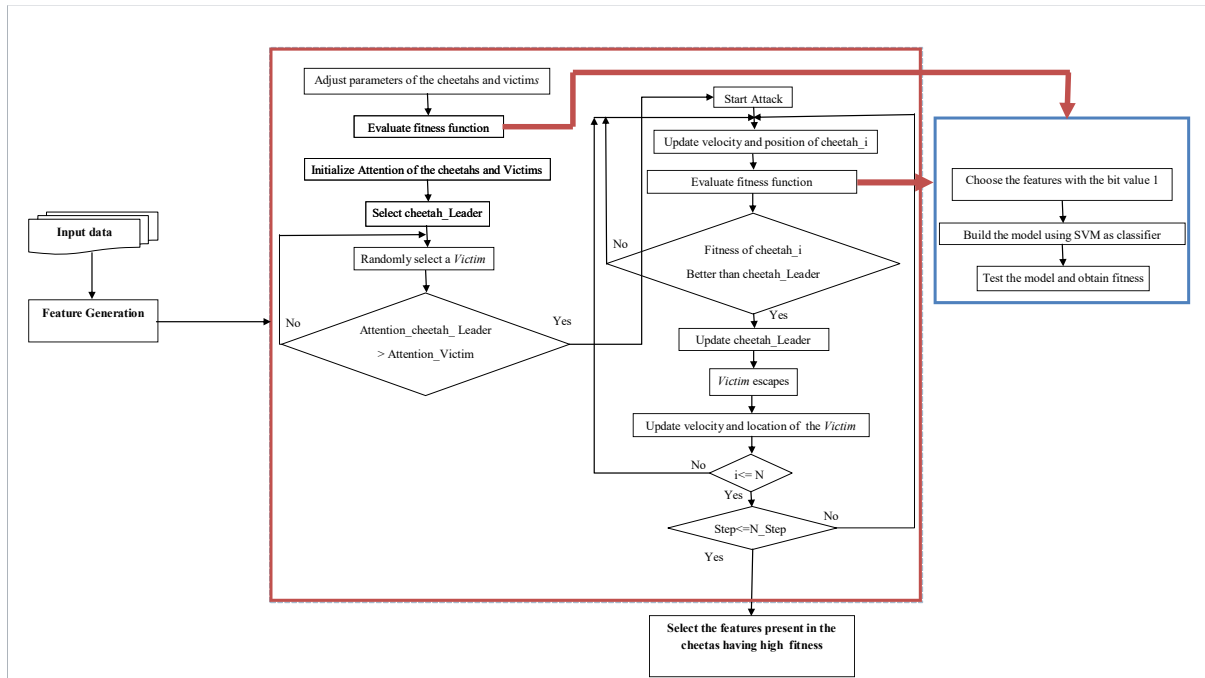 Input data
Feature Generation
Adjust parameters of the cheetahs and victims
Evaluate fitness function
Initialize Attention of the cheetahs and Victims
Select cheetah_Leader
Randomly select a Victim
No
Attention_cheetah_Leader
> Attention_Victim
Yes
Start Attack
Update velocity and position of cheetah_i
Evaluate fitness function
No
Fitness of cheetah_i
Better than cheetah_Leader
Yes
Update cheetah_Leader
Victim escapes
Update velocity and location of the Victim
No
i<= N
Yes
No
Step<=N_Step
Yes
Select the features present in the
cheetas having high fitness
Choose the features with the bit value 1
Build the model using SVM as classifier
Test the model and obtain fitness